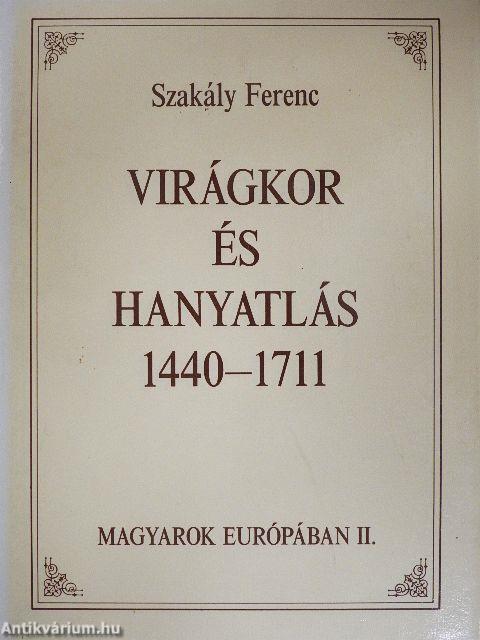 Szakály Ferenc
VIRÁGKOR
ÉS
HANYATLÁS
1440–1711
MAGYAROK EURÓPÁBAN II.
Antikvárium.hu